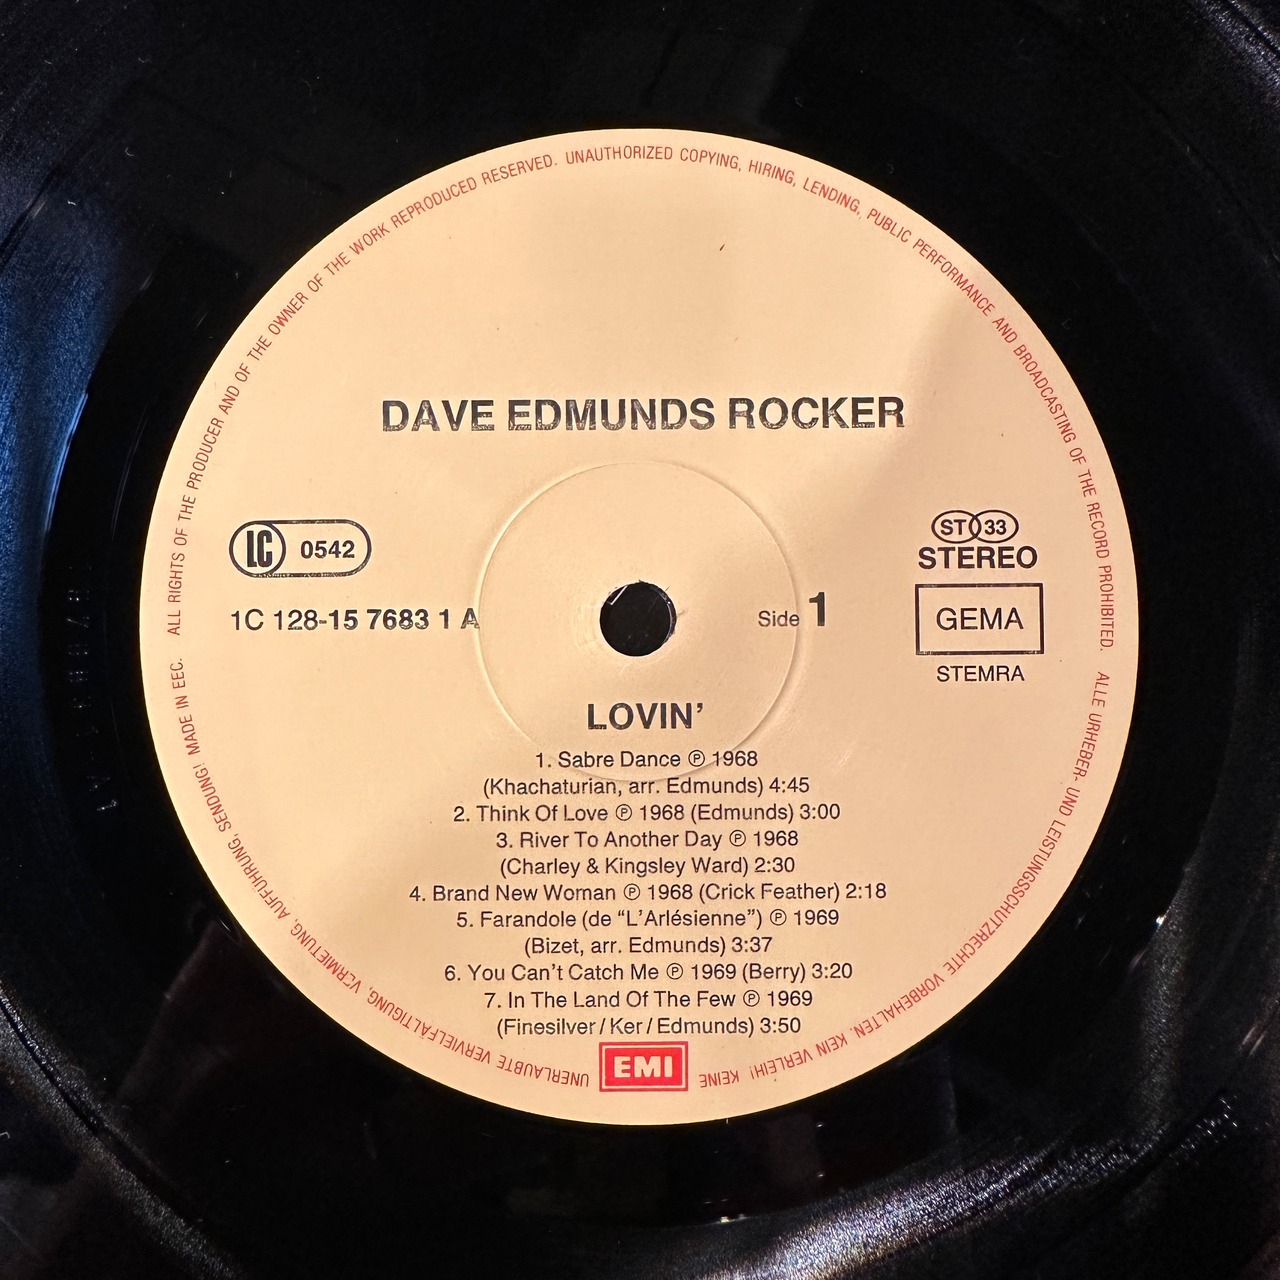 ALL RIGHTS OF THE PRODUCER AND OF THE OWNER OF THE WORK REPRODUCED RESERVED. UNAUTHORIZED COPYING, HIRING, LENDING, PUBLIC PERFORMANCE AND BROADCASTING OF THE RECORD PROHIBITED.
DAVE EDMUNDS ROCKER
LC 0542
ST 33
STEREO
1C 128-15 7683 1 A
Side 1
GEMA
STEMRA
LOVIN’
1. Sabre Dance ℗ 1968
(Khachaturian, arr. Edmunds) 4:45
2. Think Of Love ℗ 1968 (Edmunds) 3:00
3. River To Another Day ℗ 1968
(Charley & Kingsley Ward) 2:30
4. Brand New Woman ℗ 1968 (Crick Feather) 2:18
5. Farandole (de “L’Arlésienne”) ℗ 1969
(Bizet, arr. Edmunds) 3:37
6. You Can’t Catch Me ℗ 1969 (Berry) 3:20
7. In The Land Of The Few ℗ 1969
(Finesilver / Ker / Edmunds) 3:50
EMI
ALLE URHEBER- UND LEISTUNGSSCHUTZRECHTE VORBEHALTEN. KEIN VERLEIH! KEINE UNERLAUBTE VERVIELFÄLTIGUNG, VERMIETUNG, AUFFÜHRUNG, SENDUNG! MADE IN EEC.